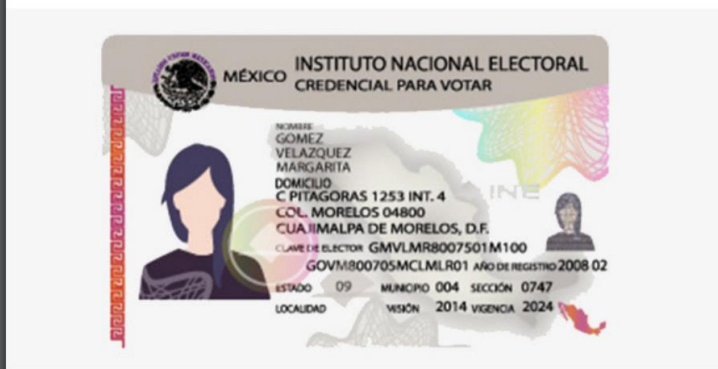 MÉXICO INSTITUTO NACIONAL ELECTORAL
CREDENCIAL PARA VOTAR
NOMBRE
GOMEZ
VELAZQUEZ
MARGARITA
DOMICILIO
C PITAGORAS 1253 INT. 4
COL. MORELOS 04800
CUAJIMALPA DE MORELOS, D.F.
INE
CLAVE DE ELECTOR GMVLMR8007501M100
GOVM800705MCLMLR01 AÑO DE REGISTRO 2008 02
ESTADO 09 MUNICIPIO 004 SECCIÓN 0747
LOCALIDAD 2014 VIGENCIA 2024